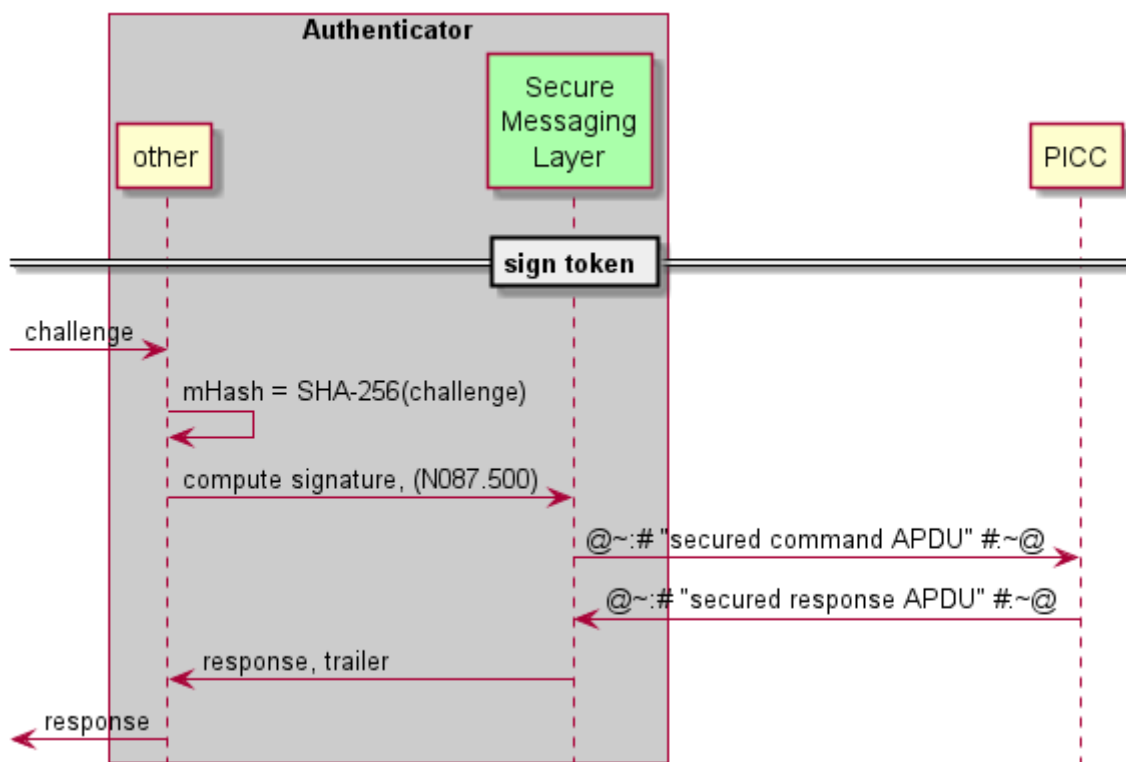 Authenticator
Secure
Messaging
Layer
other
PICC
sign token
challenge
mHash = SHA-256(challenge)
compute signature, (N087.500)
@~:# "secured command APDU" #:~@
@~:# "secured response APDU" #:~@
response, trailer
response